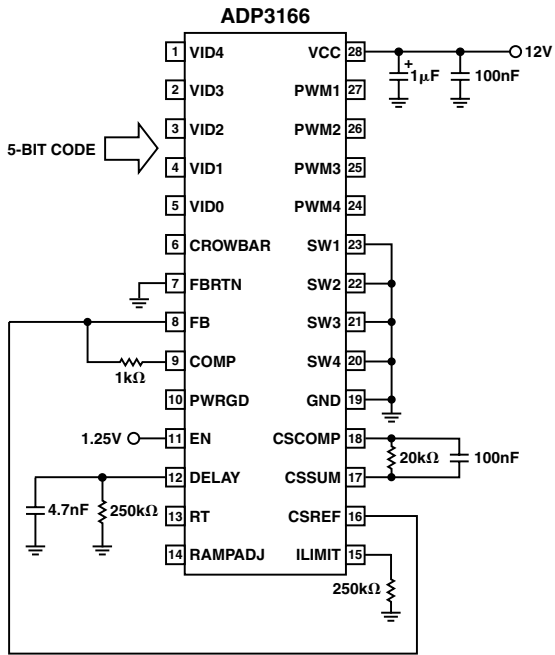 ADP3166
1 VID4 VCC 28 12V
+ 1μF 100nF
2 VID3 PWM1 27
3 VID2 PWM2 26
5-BIT CODE
4 VID1 PWM3 25
5 VID0 PWM4 24
6 CROWBAR SW1 23
7 FBRTN SW2 22
8 FB SW3 21
9 COMP SW4 20
1kΩ
10 PWRGD GND 19
1.25V 11 EN CSCOMP 18
20kΩ 100nF
12 DELAY CSSUM 17
4.7nF 250kΩ
13 RT CSREF 16
14 RAMPADJ ILIMIT 15
250kΩ